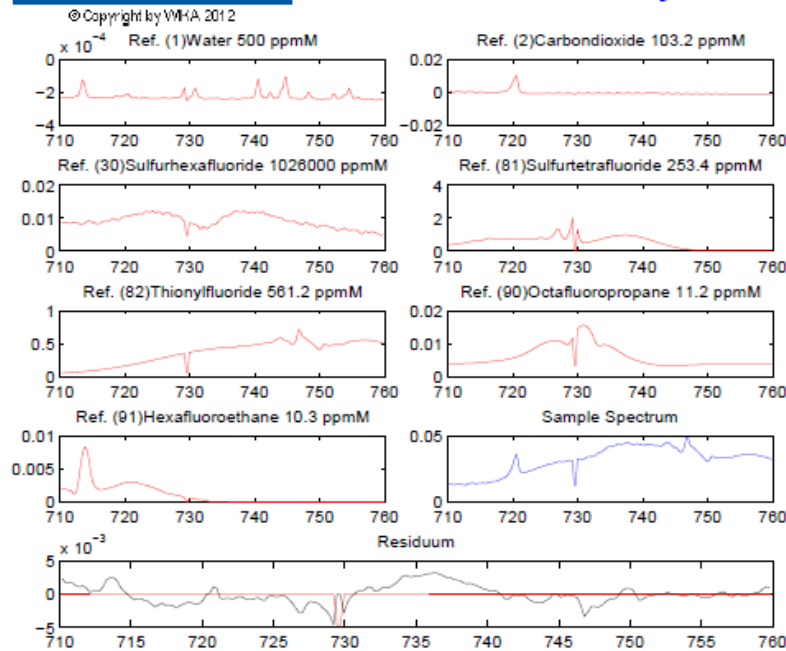 © Copyright by WIKA 2012
x 10⁻⁴ Ref. (1)Water 500 ppmM
0
−2
−4
710 720 730 740 750 760
Ref. (2)Carbondioxide 103.2 ppmM
0.02
0
−0.02
710 720 730 740 750 760
Ref. (30)Sulfurhexafluoride 1026000 ppmM
0.02
0.01
0
710 720 730 740 750 760
Ref. (81)Sulfurtetrafluoride 253.4 ppmM
4
2
0
710 720 730 740 750 760
Ref. (82)Thionylfluoride 561.2 ppmM
1
0.5
0
710 720 730 740 750 760
Ref. (90)Octafluoropropane 11.2 ppmM
0.02
0.01
0
710 720 730 740 750 760
Ref. (91)Hexafluoroethane 10.3 ppmM
0.01
0.005
0
710 720 730 740 750 760
Sample Spectrum
0.05
0
710 720 730 740 750 760
x 10⁻³ Residuum
5
0
−5
710 715 720 725 730 735 740 745 750 755 760